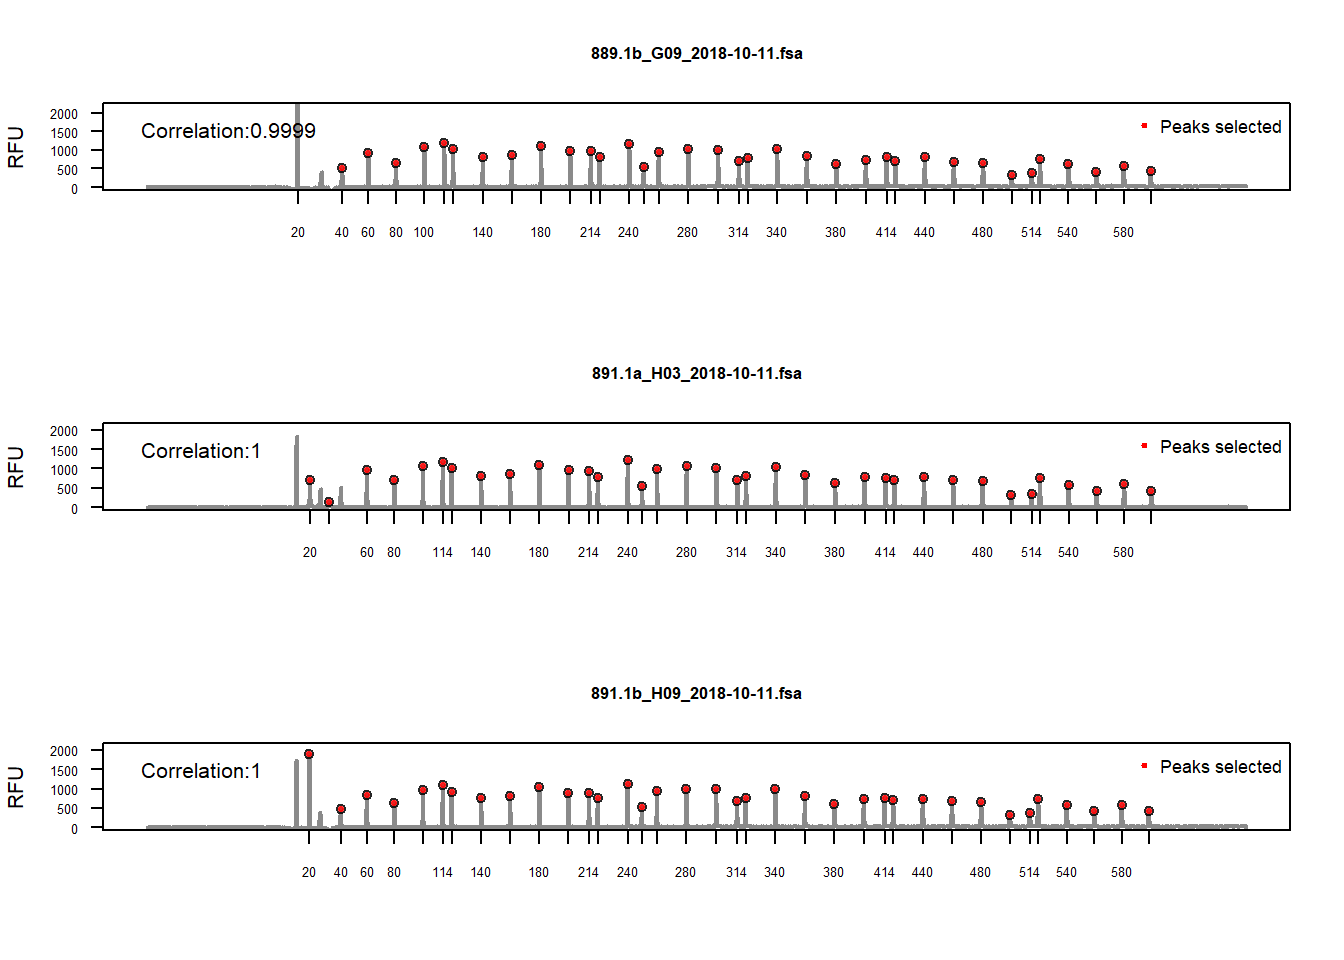 889.1b_G09_2018-10-11.fsa
RFU
2000
1500
1000
500
0
Correlation:0.9999
Peaks selected
20 40 60 80 100 140 180 214 240 280 314 340 380 414 440 480 514 540 580
891.1a_H03_2018-10-11.fsa
RFU
2000
1500
1000
500
0
Correlation:1
Peaks selected
20 60 80 114 140 180 214 240 280 314 340 380 414 440 480 514 540 580
891.1b_H09_2018-10-11.fsa
RFU
2000
1500
1000
500
0
Correlation:1
Peaks selected
20 40 60 80 114 140 180 214 240 280 314 340 380 414 440 480 514 540 580